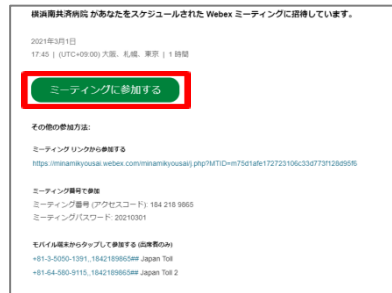 横浜南共済病院 があなたをスケジュールされた Webex ミーティングに招待しています。
2021年3月1日
17:45 | (UTC+09:00) 大阪、札幌、東京 | 1 時間
ミーティングに参加する
その他の参加方法:
ミーティング リンクから参加する
https://minamikyousai.webex.com/minamikyousai/j.php?MTID=m75d1afe172723106c33d773f128d95f6
ミーティング番号で参加
ミーティング番号 (アクセスコード): 184 218 9865
ミーティングパスワード: 20210301
モバイル端末からタップして参加する (出席者のみ)
+81-3-5050-1391,,1842189865## Japan Toll
+81-64-580-9115,,1842189865## Japan Toll 2